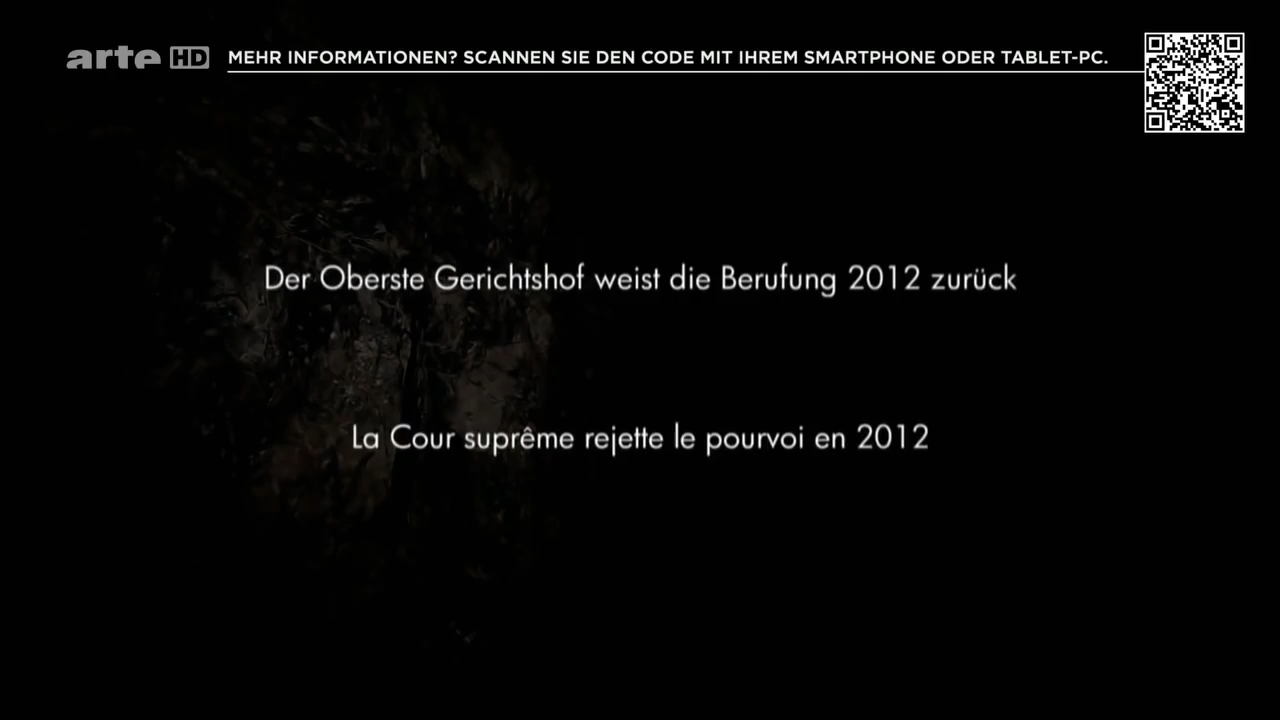 arte HD
MEHR INFORMATIONEN? SCANNEN SIE DEN CODE MIT IHREM SMARTPHONE ODER TABLET-PC.
Der Oberste Gerichtshof weist die Berufung 2012 zurück
La Cour suprême rejette le pourvoi en 2012